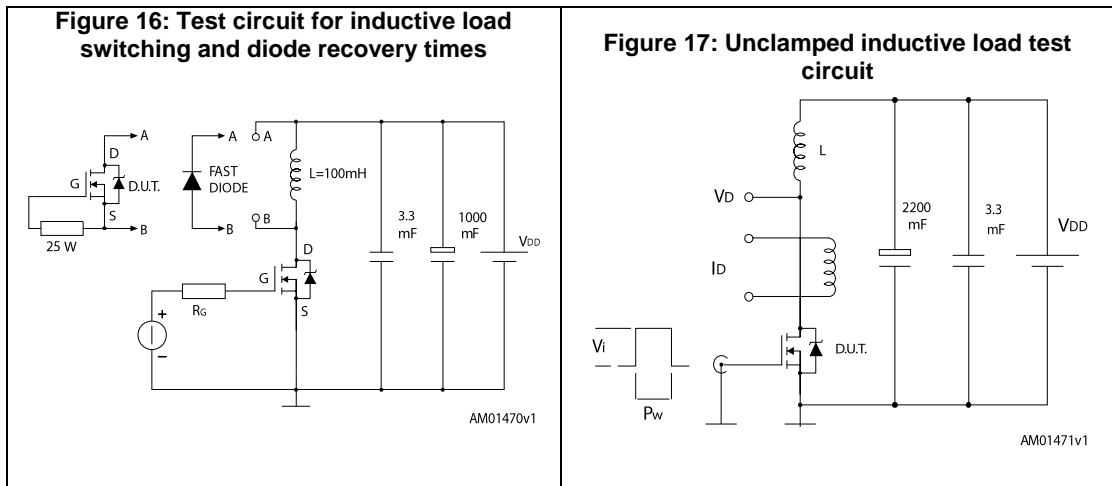 Figure 16: Test circuit for inductive load
switching and diode recovery times
A
D
G
D.U.T.
S
B
25 W
A
FAST
DIODE
B
A
L=100mH
B
D
G
S
RG
+
–
3.3
mF
1000
mF
VDD
AM01470v1
Figure 17: Unclamped inductive load test
circuit
L
VD
ID
2200
mF
3.3
mF
VDD
Vi
Pw
D.U.T.
AM01471v1